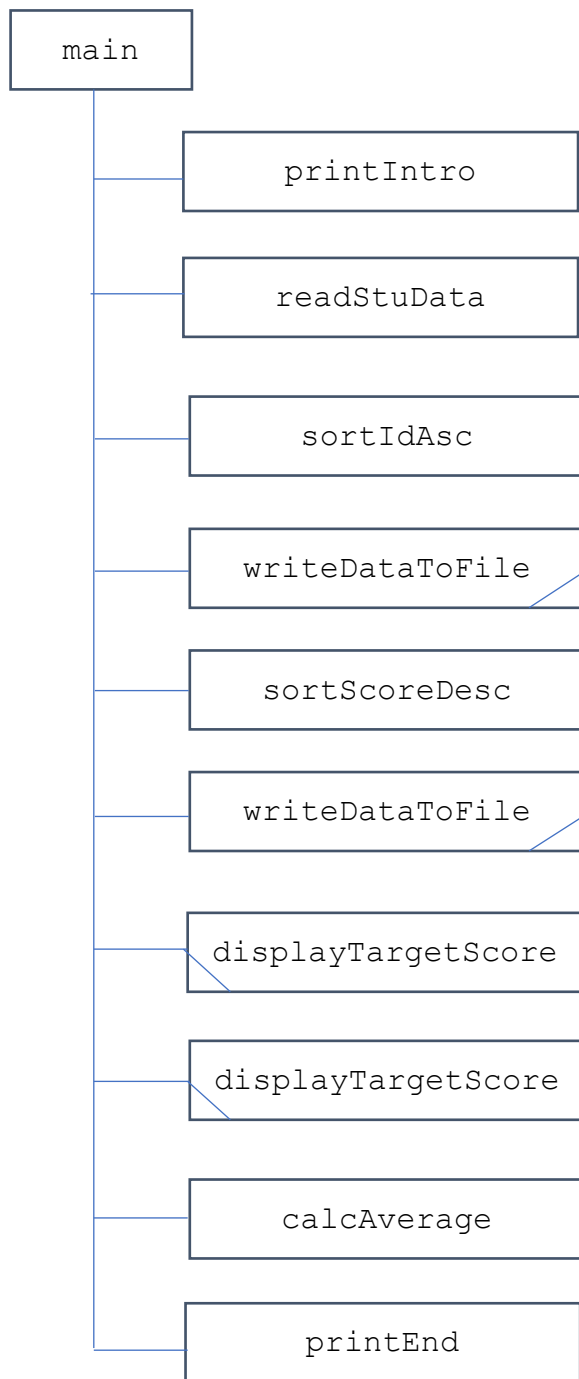 main
printIntro
readStuData
sortIdAsc
writeDataToFile
sortScoreDesc
writeDataToFile
displayTargetScore
displayTargetScore
calcAverage
printEnd